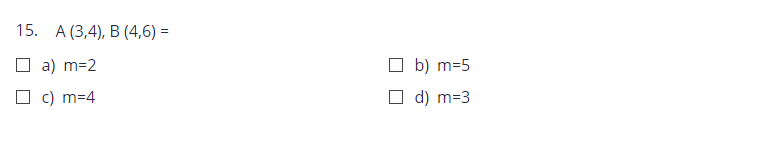 15. A (3,4), B (4,6) =
a) m=2 b) m=5
c) m=4 d) m=3